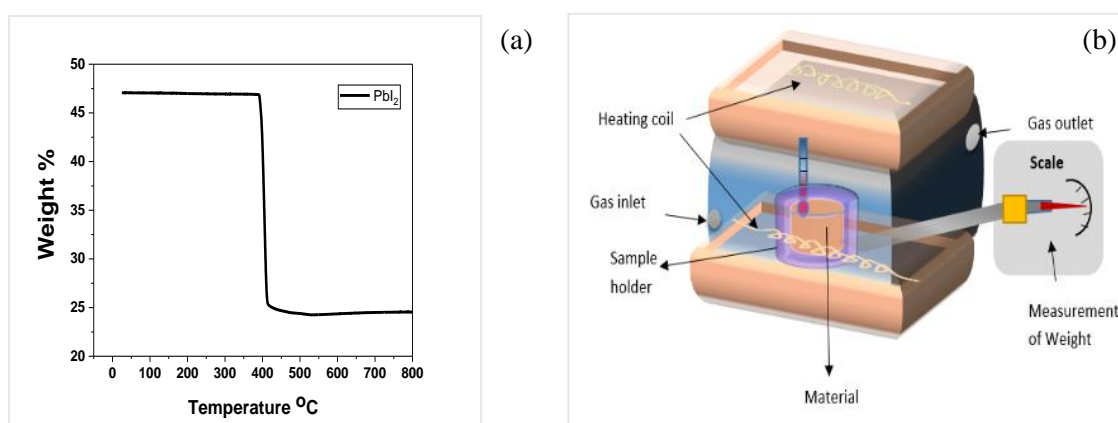 (a)
50
45
40
35
30
25
20
0 100 200 300 400 500 600 700 800
Weight %
Temperature ⁰C
PbI₂
(b)
Heating coil
Gas outlet
Scale
Gas inlet
Sample
holder
Measurement
of Weight
Material